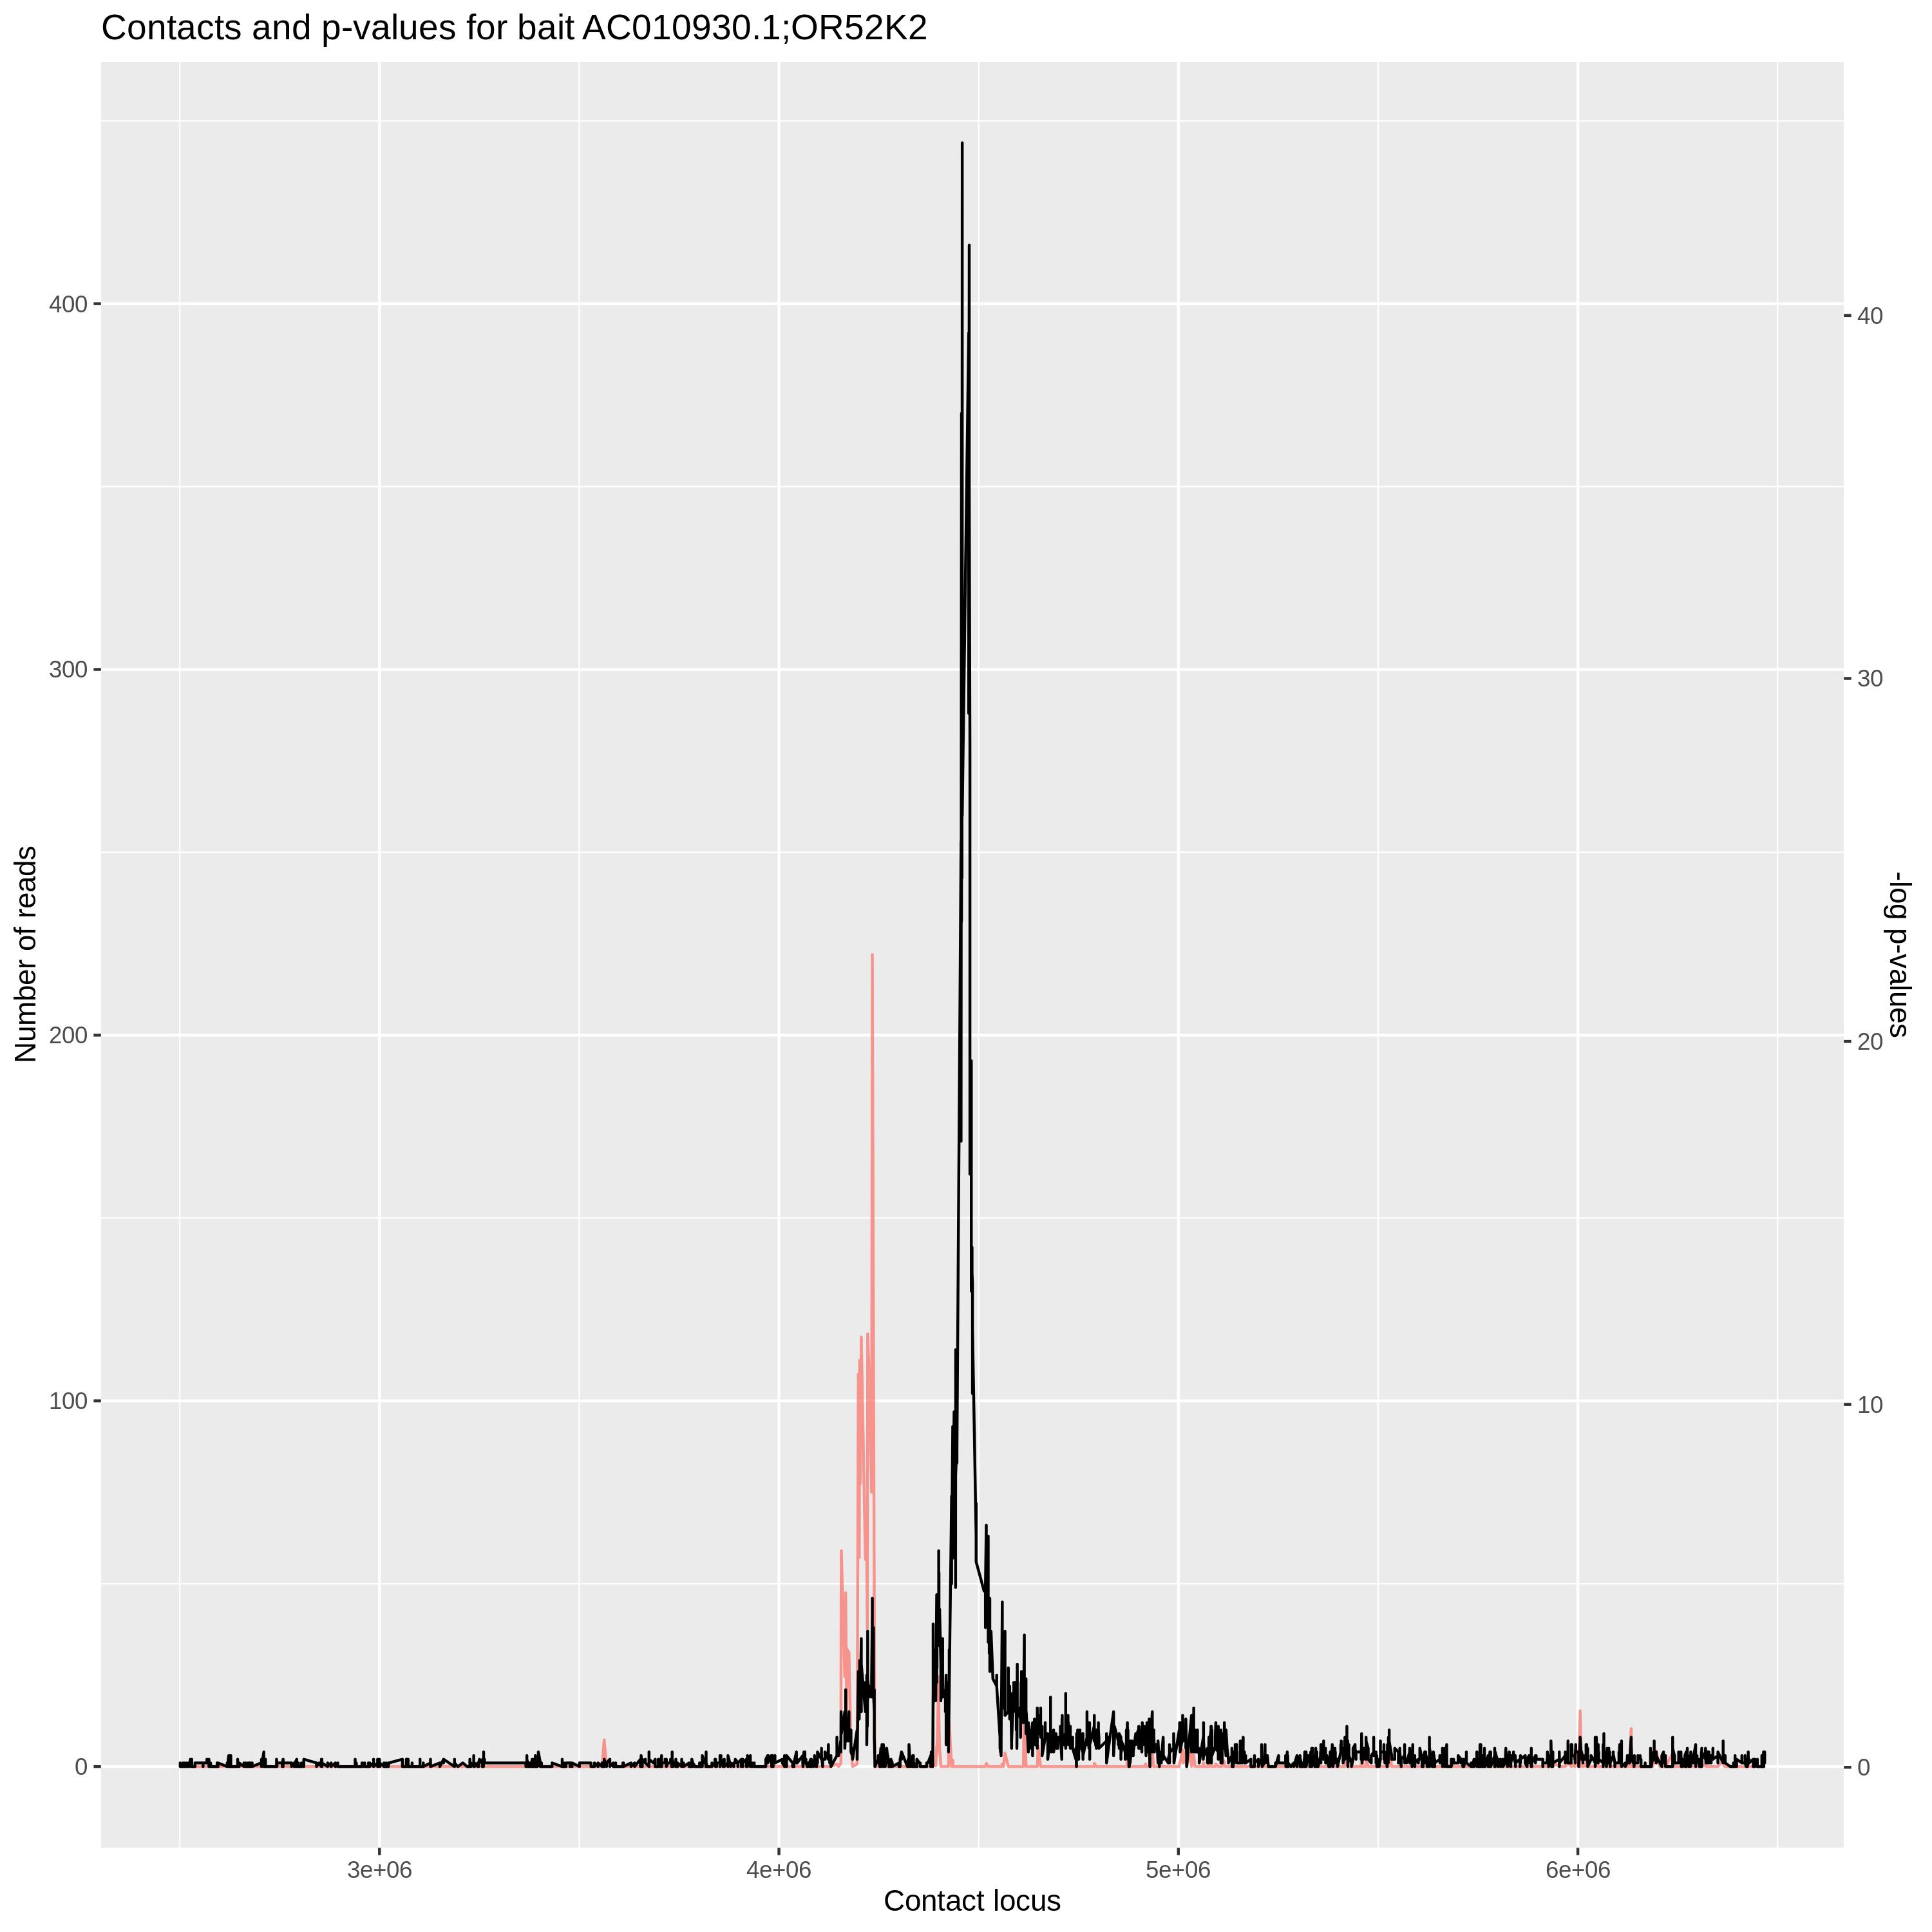 Contacts and p-values for bait AC010930.1;OR52K2
Number of reads
400
300
200
100
0
40
30
20
10
0
-log p-values
3e+06
4e+06
5e+06
6e+06
Contact locus